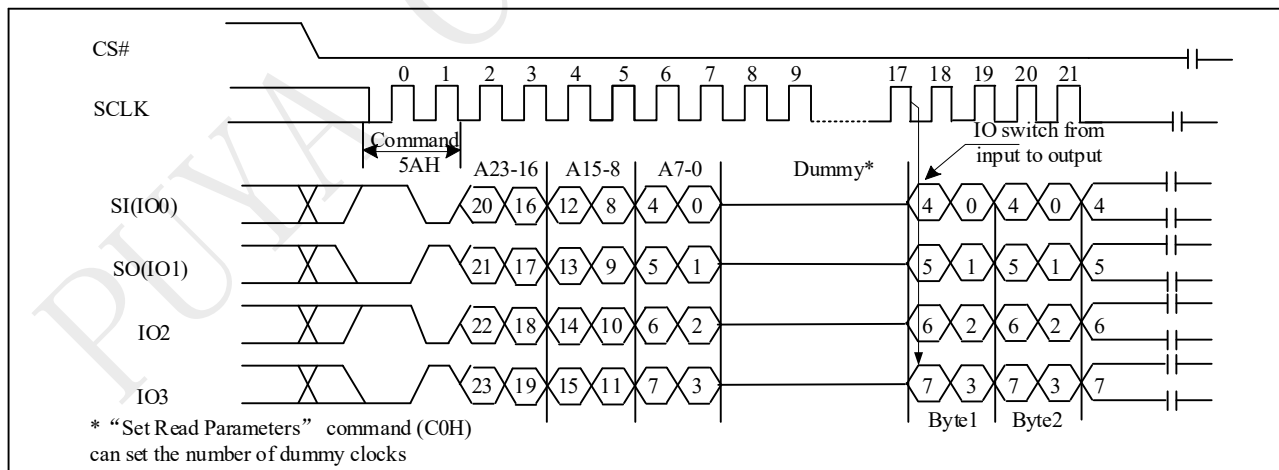 PUYA
CS#
0 1 2 3 4 5 6 7 8 9 17 18 19 20 21
SCLK
Command
5AH
IO switch from
input to output
A23-16 A15-8 A7-0 Dummy*
SI(IO0) 20 16 12 8 4 0 4 0 4 0 4
SO(IO1) 21 17 13 9 5 1 5 1 5 1 5
IO2 22 18 14 10 6 2 6 2 6 2 6
IO3 23 19 15 11 7 3 7 3 7 3 7
Byte1 Byte2
* “Set Read Parameters” command (C0H)
can set the number of dummy clocks